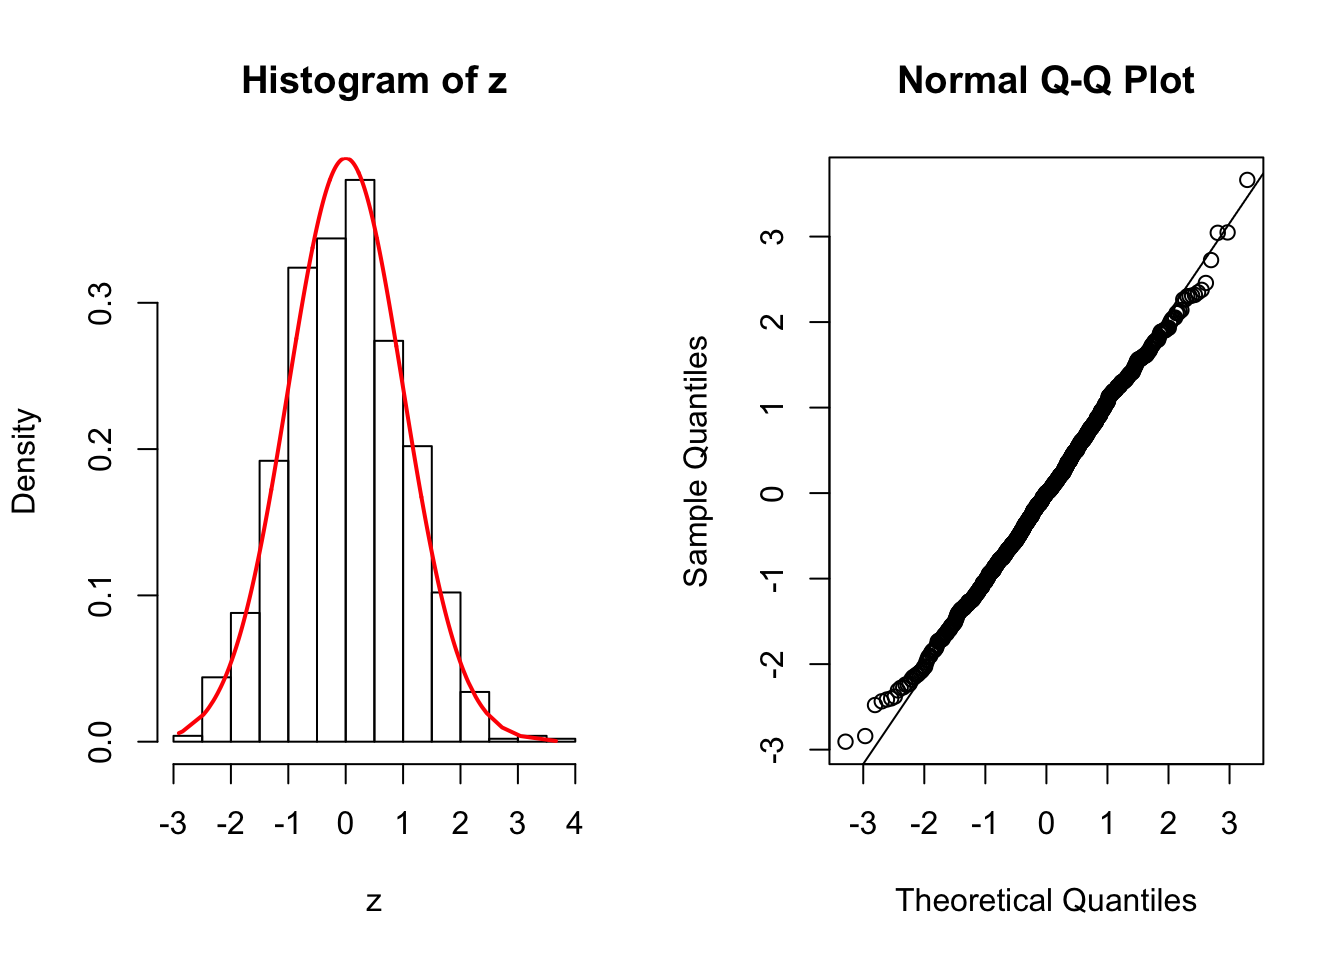 Histogram of z
Density
0.0 0.1 0.2 0.3
-3 -2 -1 0 1 2 3 4
z
Normal Q-Q Plot
Sample Quantiles
-3 -2 -1 0 1 2 3
-3 -2 -1 0 1 2 3
Theoretical Quantiles